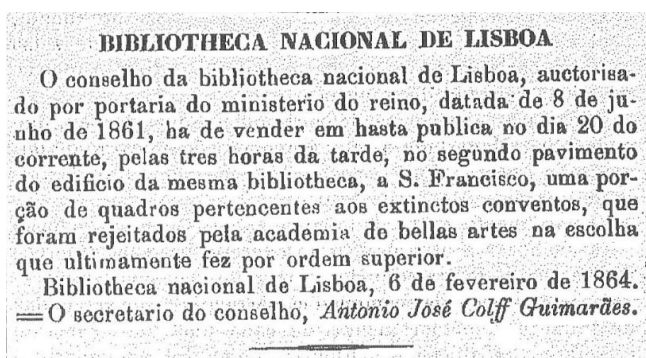 BIBLIOTHECA NACIONAL DE LISBOA
O conselho da bibliotheca nacional de Lisboa, auctorisa-
do por portaria do ministerio do reino, datada de 8 de ju-
nho de 1861, ha de vender em hasta publica no dia 20 do
corrente, pelas tres horas da tarde, no segundo pavimento
do edificio da mesma bibliotheca, a S. Francisco, uma por-
ção de quadros pertencentes aos extinctos conventos, que
foram rejeitados pela academia de bellas artes na escolha
que ultimamente fez por ordem superior.
Bibliotheca nacional de Lisboa, 6 de fevereiro de 1864.
=O secretario do conselho, Antonio José Colff Guimarães.